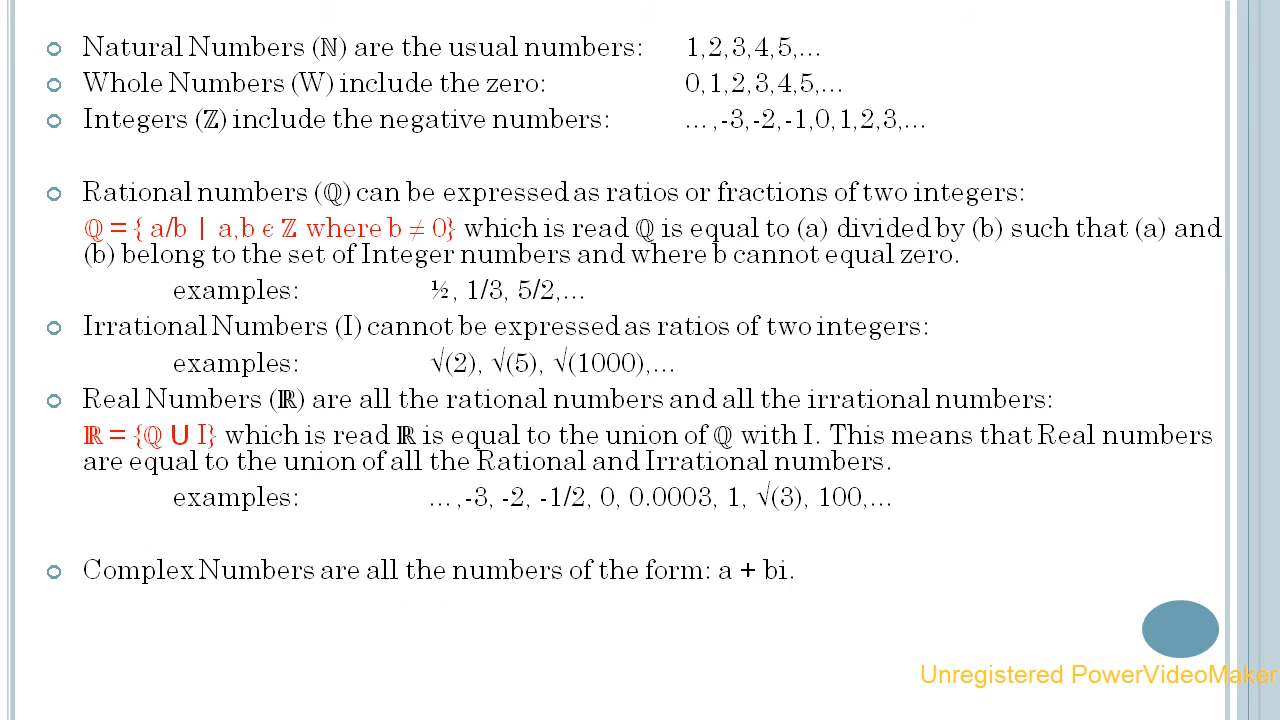 Natural Numbers (ℕ) are the usual numbers: 1,2,3,4,5,...
Whole Numbers (W) include the zero: 0,1,2,3,4,5,...
Integers (ℤ) include the negative numbers: ... ,-3,-2,-1,0,1,2,3,...
Rational numbers (ℚ) can be expressed as ratios or fractions of two integers:
ℚ = { a/b | a,b є ℤ where b ≠ 0} which is read ℚ is equal to (a) divided by (b) such that (a) and
(b) belong to the set of Integer numbers and where b cannot equal zero.
examples: ½, 1/3, 5/2,...
Irrational Numbers (I) cannot be expressed as ratios of two integers:
examples: √(2), √(5), √(1000),...
Real Numbers (ℝ) are all the rational numbers and all the irrational numbers:
ℝ = {ℚ U I} which is read ℝ is equal to the union of ℚ with I. This means that Real numbers
are equal to the union of all the Rational and Irrational numbers.
examples: ... ,-3, -2, -1/2, 0, 0.0003, 1, √(3), 100,...
Complex Numbers are all the numbers of the form: a + bi.
Unregistered PowerVideoMaker